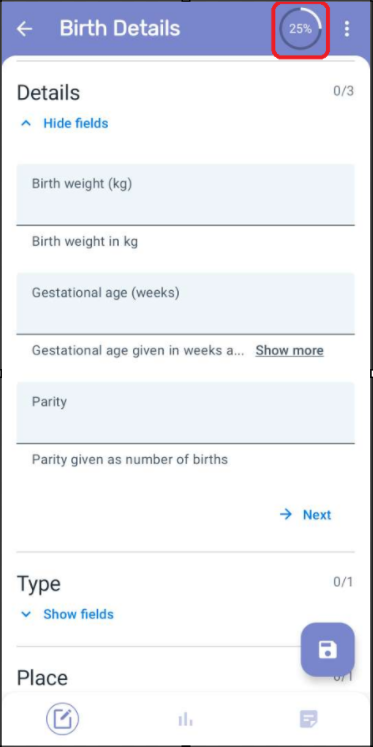 Birth Details
25%
Details
0/3
Hide fields
Birth weight (kg)
Birth weight in kg
Gestational age (weeks)
Gestational age given in weeks a... Show more
Parity
Parity given as number of births
Next
Type
0/1
Show fields
Place
0/1